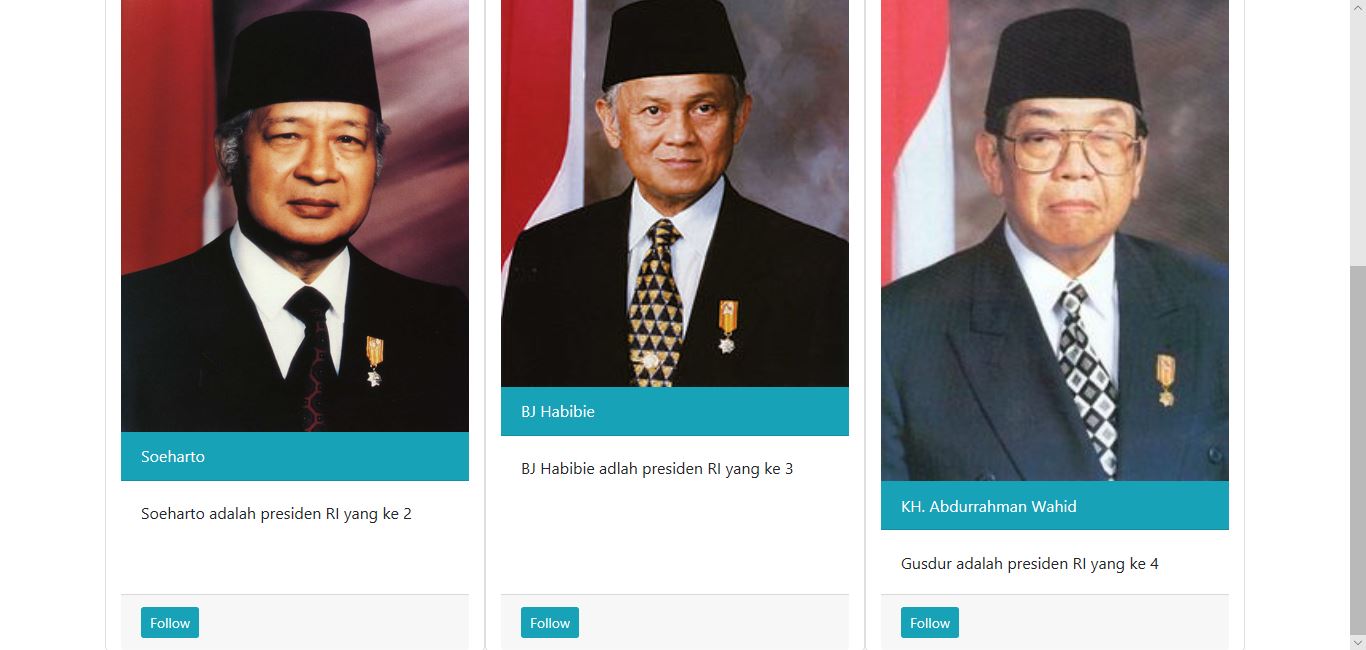 Soeharto
Soeharto adalah presiden RI yang ke 2
Follow
BJ Habibie
BJ Habibie adlah presiden RI yang ke 3
Follow
KH. Abdurrahman Wahid
Gusdur adalah presiden RI yang ke 4
Follow